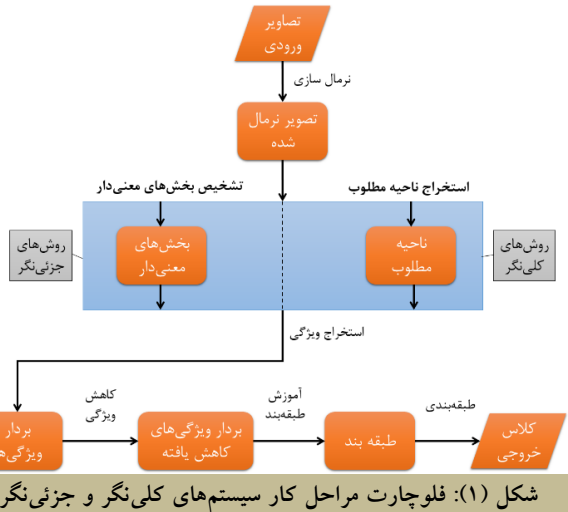 تصاویر
ورودی
نرمال سازی
تصویر نرمال
شده
استخراج ناحیه مطلوب
تشخیص بخش‌های معنی‌دار
روش‌های
کلی‌نگر
ناحیه
مطلوب
بخش‌های
معنی‌دار
روش‌های
جزئی‌نگر
استخراج ویژگی
بردار
کاهش
ویژگی
بردار ویژگی‌های
کاهش یافته
آموزش
طبقه‌بند
طبقه بند
طبقه‌بندی
کلاس
خروجی
شکل (۱): فلوچارت مراحل کار سیستم‌های کلی‌نگر و جزئی‌نگر